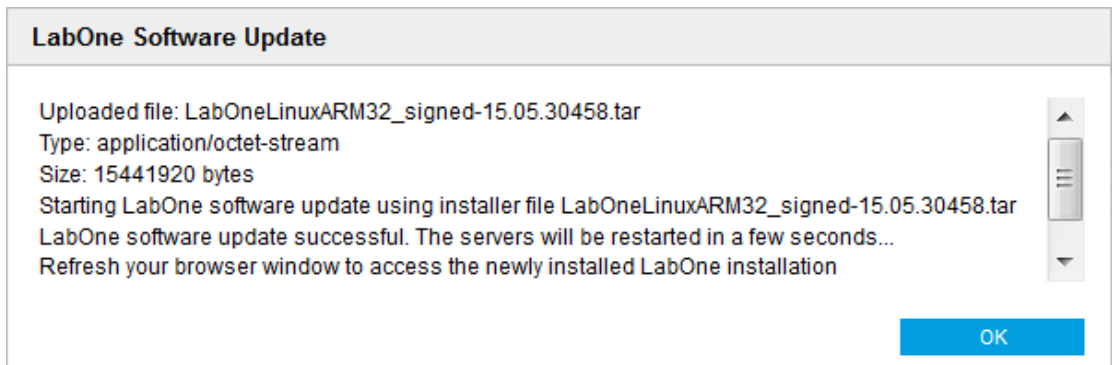 LabOne Software Update
Uploaded file: LabOneLinuxARM32_signed-15.05.30458.tar
Type: application/octet-stream
Size: 15441920 bytes
Starting LabOne software update using installer file LabOneLinuxARM32_signed-15.05.30458.tar
LabOne software update successful. The servers will be restarted in a few seconds...
Refresh your browser window to access the newly installed LabOne installation
OK